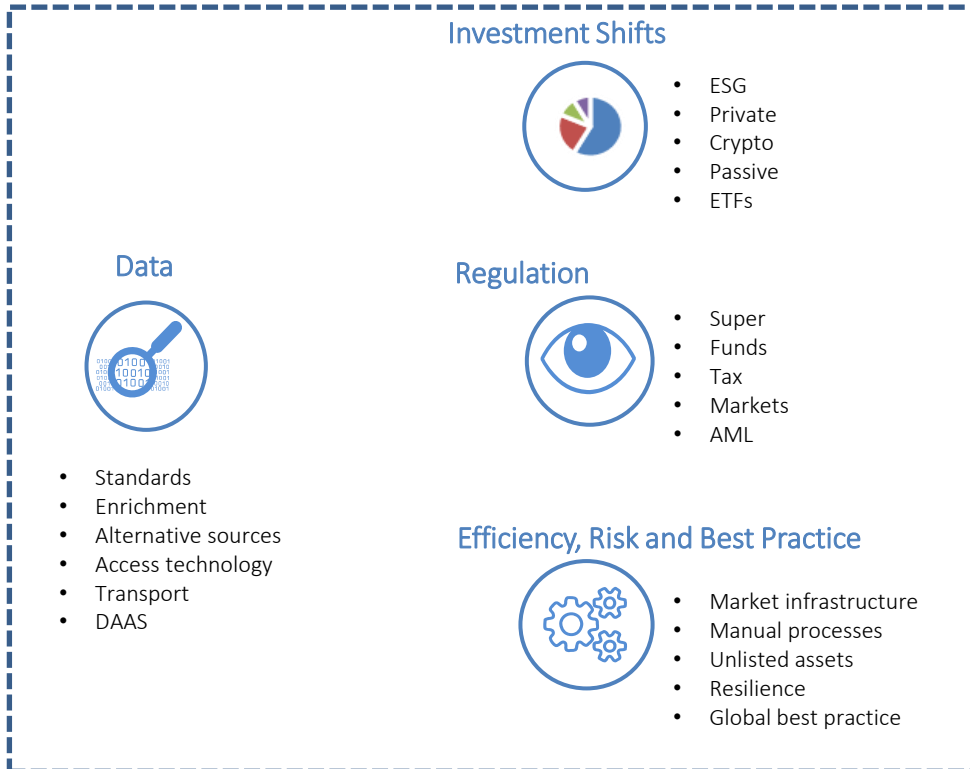 Investment Shifts
• ESG
• Private
• Crypto
• Passive
• ETFs
Data
• Standards
• Enrichment
• Alternative sources
• Access technology
• Transport
• DAAS
Regulation
• Super
• Funds
• Tax
• Markets
• AML
Efficiency, Risk and Best Practice
• Market infrastructure
• Manual processes
• Unlisted assets
• Resilience
• Global best practice